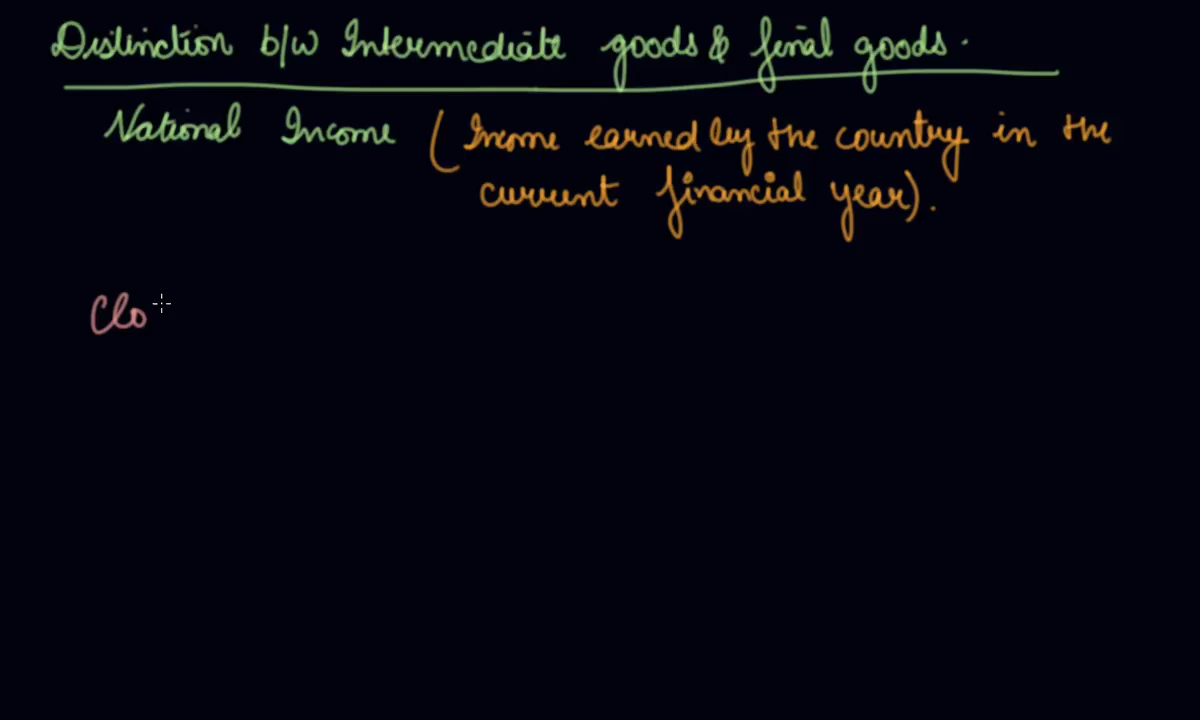 Distinction b/w Intermediate goods & final goods.
National Income (Income earned by the country in the
current financial year).
Clo